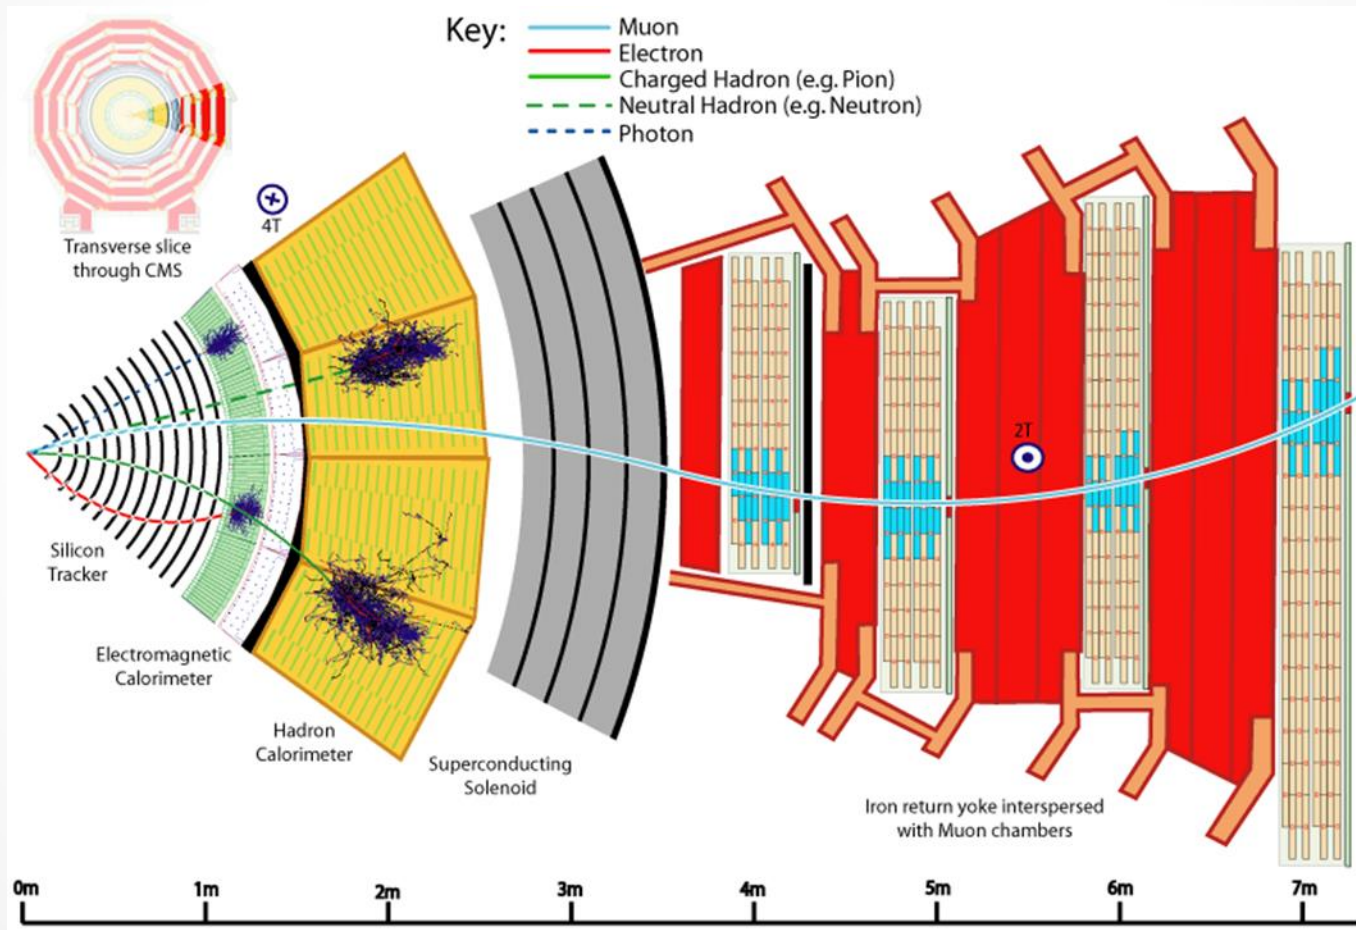 Key:
Muon
Electron
Charged Hadron (e.g. Pion)
Neutral Hadron (e.g. Neutron)
Photon
4T
Transverse slice
through CMS
2T
Silicon
Tracker
Electromagnetic
Calorimeter
Hadron
Calorimeter
Superconducting
Solenoid
Iron return yoke interspersed
with Muon chambers
0m 1m 2m 3m 4m 5m 6m 7m